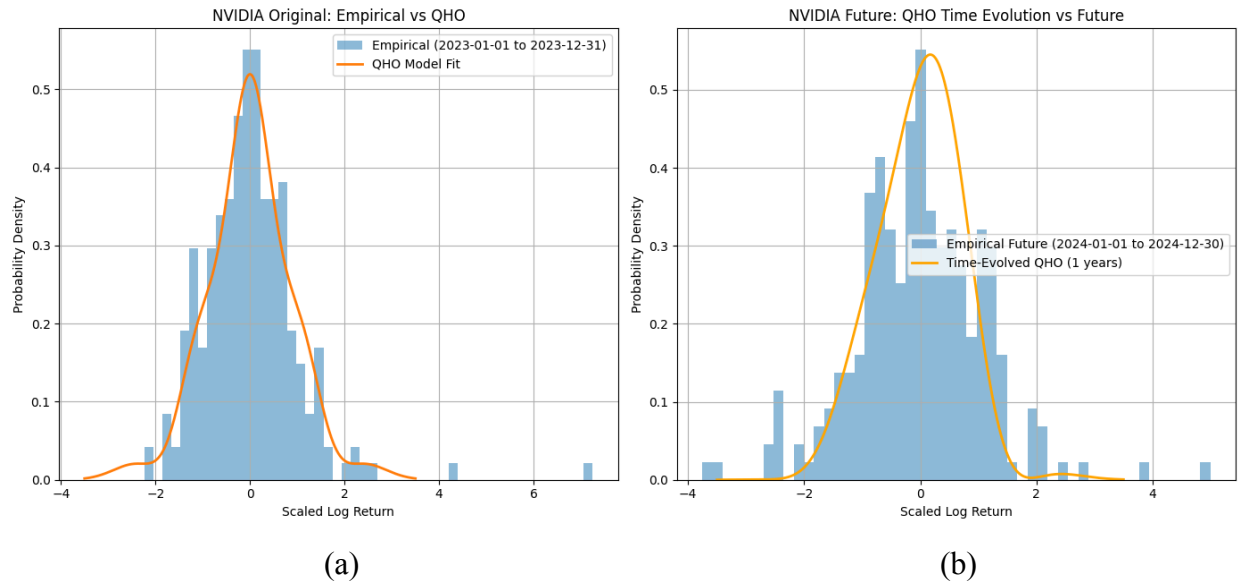 NVIDIA Original: Empirical vs QHO
Empirical (2023-01-01 to 2023-12-31)
QHO Model Fit
0.5
0.4
0.3
0.2
0.1
0.0
Probability Density
−4
−2
0
2
4
6
Scaled Log Return
(a)
NVIDIA Future: QHO Time Evolution vs Future
Empirical Future (2024-01-01 to 2024-12-30)
Time-Evolved QHO (1 years)
0.5
0.4
0.3
0.2
0.1
0.0
Probability Density
−4
−2
0
2
4
Scaled Log Return
(b)